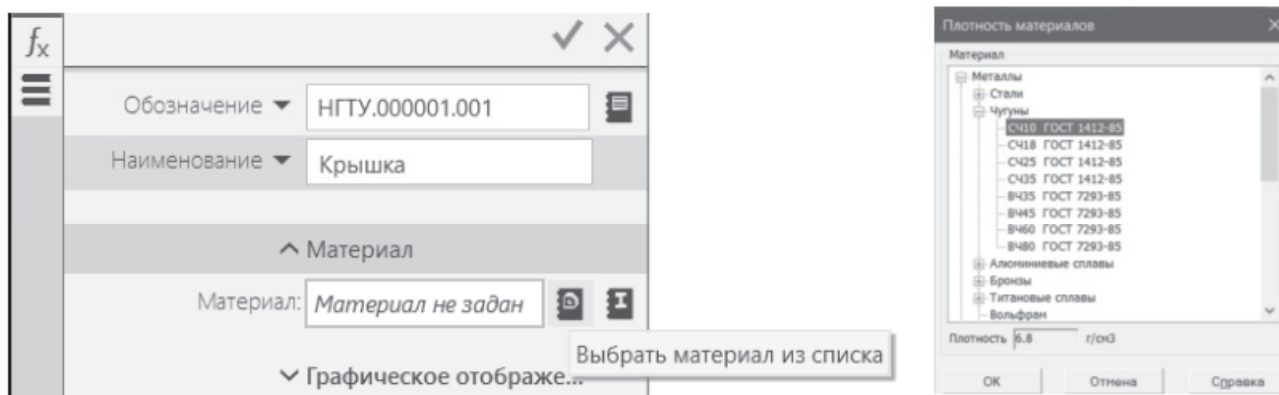 fx
Обозначение НГТУ.000001.001
Наименование Крышка
Материал
Материал: Материал не задан
Выбрать материал из списка
Графическое отображе...
Плотность материалов
Материал
Металлы
Стали
Чугуны
СЧ10 ГОСТ 1412-85
СЧ18 ГОСТ 1412-85
СЧ25 ГОСТ 1412-85
СЧ35 ГОСТ 1412-85
ВЧ35 ГОСТ 7293-85
ВЧ45 ГОСТ 7293-85
ВЧ60 ГОСТ 7293-85
ВЧ80 ГОСТ 7293-85
Алюминиевые сплавы
Бронзы
Титановые сплавы
Вольфрам
Плотность 6.8 г/см3
ОК Отмена Справка